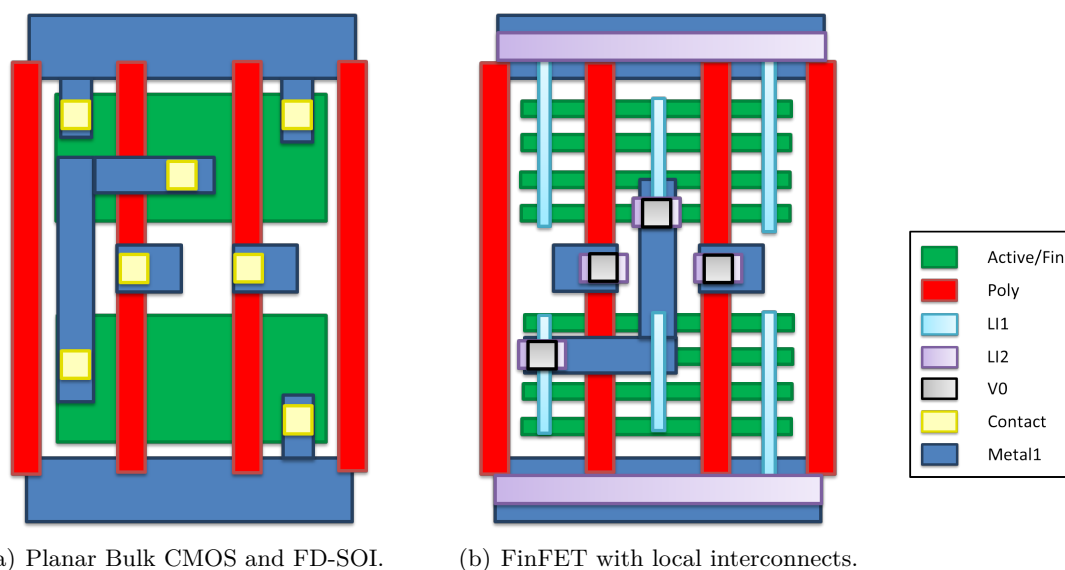 Active/Fin
Poly
LI1
LI2
V0
Contact
Metal1
a) Planar Bulk CMOS and FD-SOI.
(b) FinFET with local interconnects.